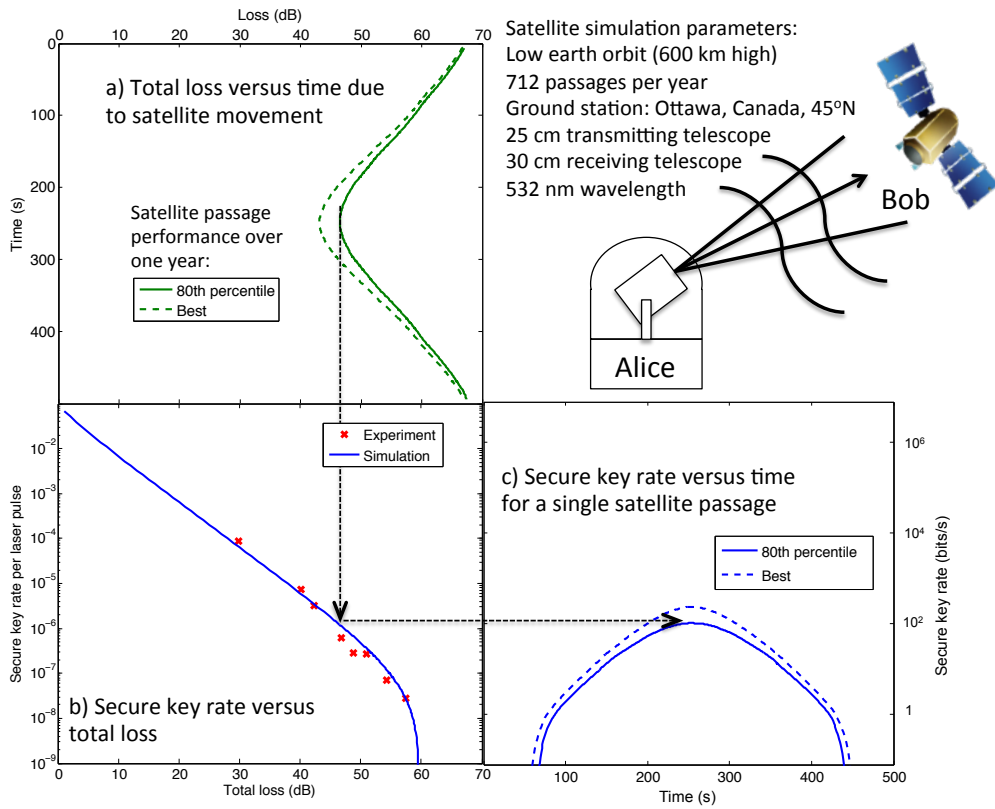 Loss (dB)
0 10 20 30 40 50 60 70
0
100
200
300
400
Time (s)
a) Total loss versus time due
to satellite movement
Satellite passage
performance over
one year:
80th percentile
Best
Satellite simulation parameters:
Low earth orbit (600 km high)
712 passages per year
Ground station: Ottawa, Canada, 45°N
25 cm transmitting telescope
30 cm receiving telescope
532 nm wavelength
Bob
Alice
Secure key rate per laser pulse
10⁻²
10⁻³
10⁻⁴
10⁻⁵
10⁻⁶
10⁻⁷
10⁻⁸
10⁻⁹
Experiment
Simulation
b) Secure key rate versus
total loss
0 10 20 30 40 50 60 70
Total loss (dB)
c) Secure key rate versus time
for a single satellite passage
80th percentile
Best
10⁶
10⁴
10²
1
Secure key rate (bits/s)
100 200 300 400 500
Time (s)